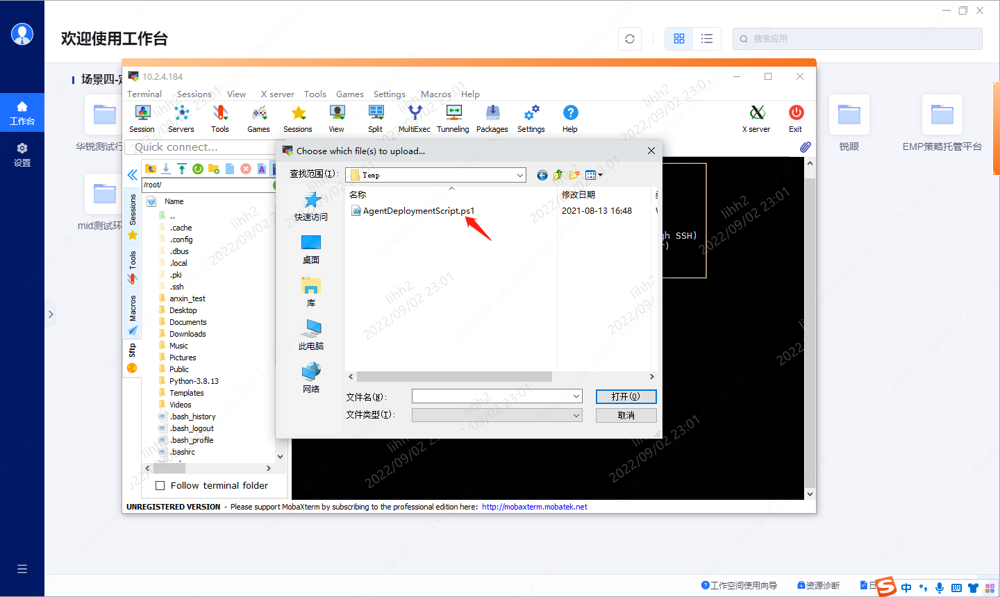 欢迎使用工作台
搜索应用
工作台
设置
场景四-
华锐测试行
mid测试环
锐眼
EMP策略托管平台
10.2.4.184
Terminal Sessions View X server Tools Games Settings Macros Help
Session Servers Tools Games Sessions View Split MultiExec Tunneling Packages Settings Help X server Exit
Quick connect...
/root/
Sessions
Tools
Macros
Sftp
Name
..
.cache
.config
.dbus
.local
.pki
.ssh
anxin_test
Desktop
Documents
Downloads
Music
Pictures
Public
Python-3.8.13
Templates
Videos
.bash_history
.bash_logout
.bash_profile
.bashrc
Follow terminal folder
Choose which file(s) to upload...
查找范围(I):
Temp
快速访问
桌面
库
此电脑
网络
名称 修改日期
AgentDeploymentScript.ps1 2021-08-13 16:48
文件名(N):
打开(O)
文件类型(T):
取消
gh SSH)
UNREGISTERED VERSION - Please support MobaXterm by subscribing to the professional edition here: http://mobaxterm.mobatek.net
工作空间使用向导 资源诊断 日
中
lihh2
2022/09/02 23:01